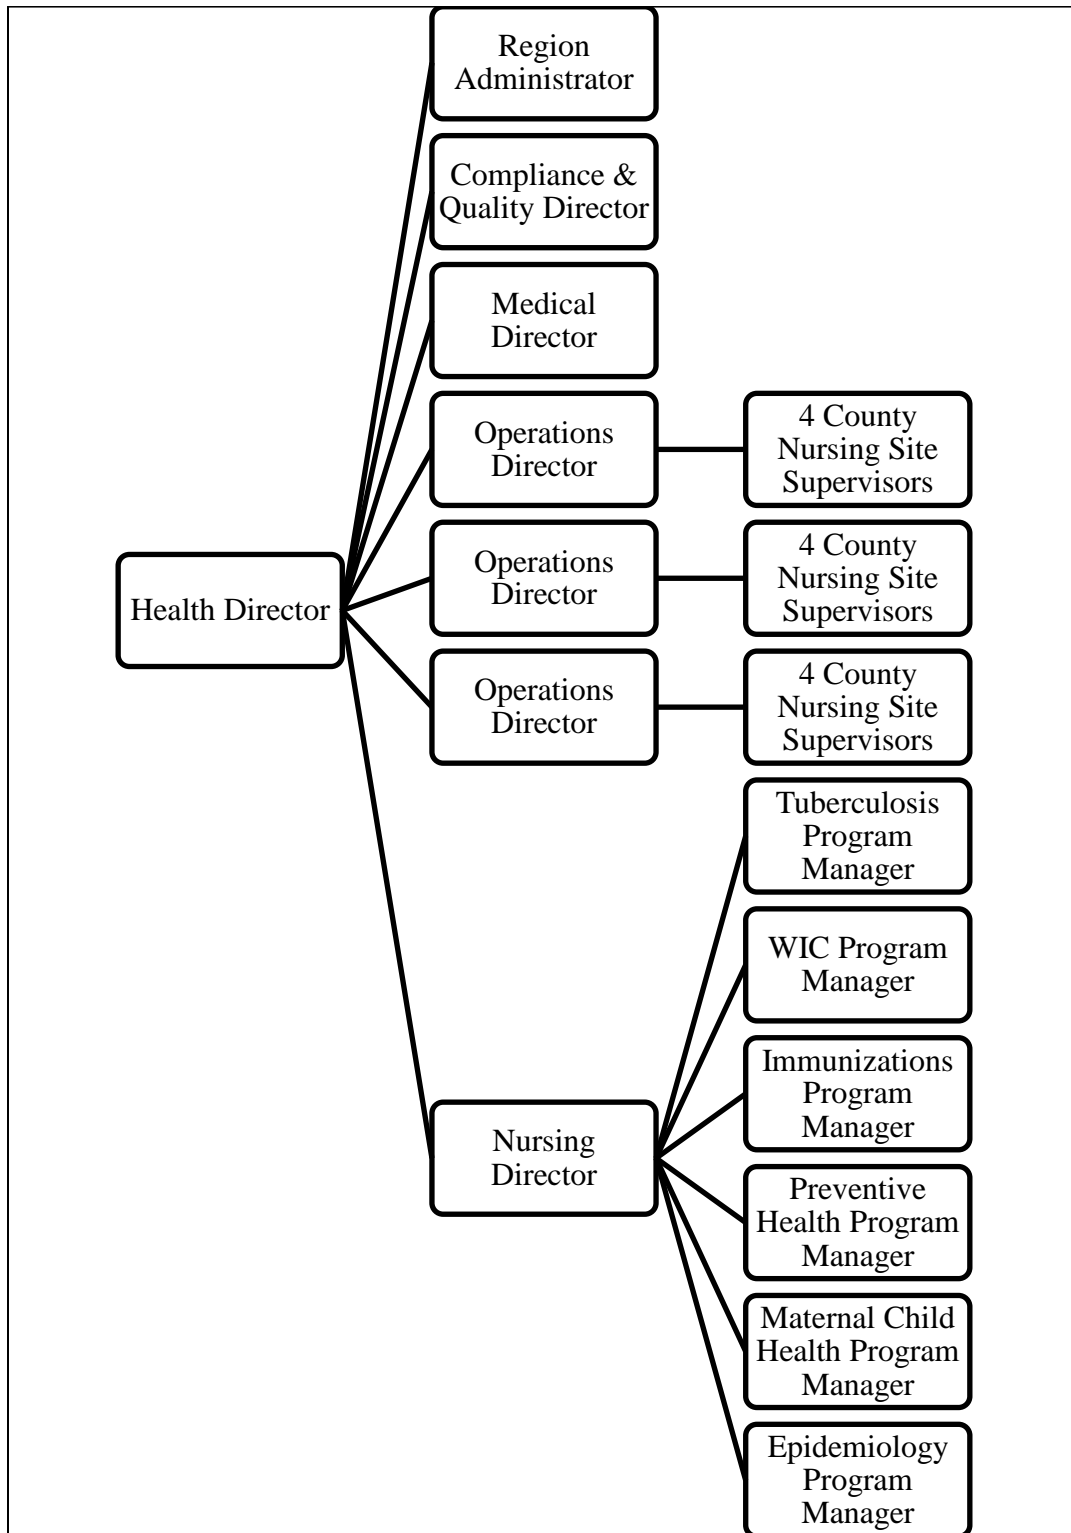 Region
Administrator
Compliance &
Quality Director
Medical
Director
Operations
Director
4 County
Nursing Site
Supervisors
Health Director
Operations
Director
4 County
Nursing Site
Supervisors
Operations
Director
4 County
Nursing Site
Supervisors
Nursing
Director
Tuberculosis
Program
Manager
WIC Program
Manager
Immunizations
Program
Manager
Preventive
Health Program
Manager
Maternal Child
Health Program
Manager
Epidemiology
Program
Manager